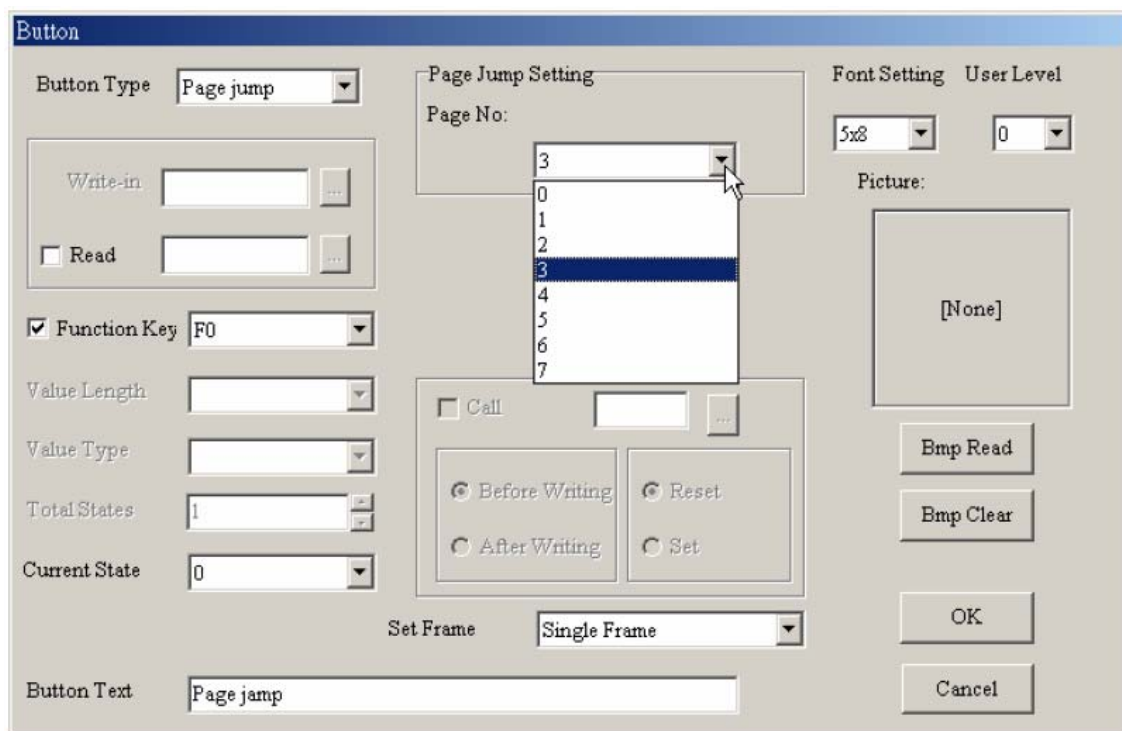 Button
Button Type
Page jump
Write-in
...
Read
...
Function Key
F0
Value Length
Value Type
Total States
1
Current State
0
Page Jump Setting
Page No:
3
0
1
2
3
4
5
6
7
Call
...
Before Writing
After Writing
Reset
Set
Set Frame
Single Frame
Button Text
Page jamp
Font Setting
5x8
User Level
0
Picture:
[None]
Bmp Read
Bmp Clear
OK
Cancel